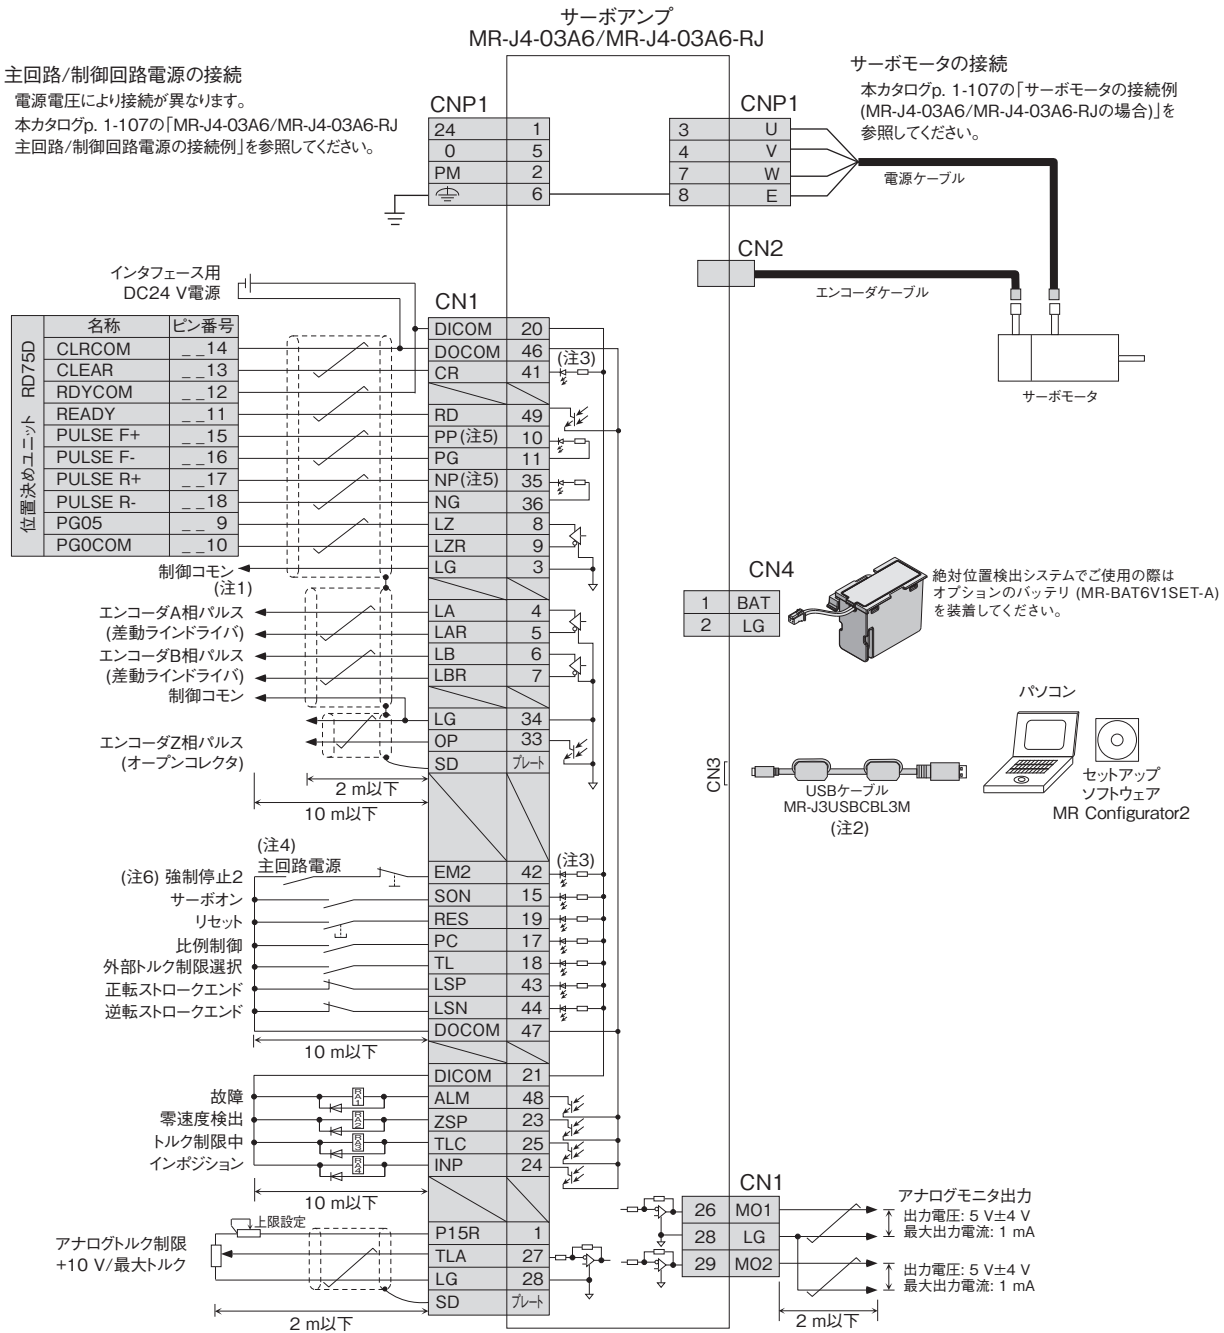 サーボアンプ
MR-J4-03A6/MR-J4-03A6-RJ
主回路/制御回路電源の接続
電源電圧により接続が異なります。
本カタログp. 1-107の「MR-J4-03A6/MR-J4-03A6-RJ
主回路/制御回路電源の接続例」を参照してください。
サーボモータの接続
本カタログp. 1-107の「サーボモータの接続例
(MR-J4-03A6/MR-J4-03A6-RJの場合)」を
参照してください。
CNP1
24 1
0 5
PM 2
6
CNP1
3 U
4 V
7 W
8 E
電源ケーブル
CN2
エンコーダケーブル
サーボモータ
インタフェース用
DC24 V電源
CN1
位置決めユニット RD75D
名称 ピン番号
CLRCOM _ _14
CLEAR _ _13
RDYCOM _ _12
READY _ _11
PULSE F+ _ _15
PULSE F- _ _16
PULSE R+ _ _17
PULSE R- _ _18
PG05 _ _ 9
PG0COM _ _10
DICOM 20
DOCOM 46
CR 41
(注3)
RD 49
PP(注5) 10
PG 11
NP(注5) 35
NG 36
LZ 8
LZR 9
LG 3
制御コモン
(注1)
エンコーダA相パルス
(差動ラインドライバ)
エンコーダB相パルス
(差動ラインドライバ)
制御コモン
LA 4
LAR 5
LB 6
LBR 7
LG 34
OP 33
SD プレート
エンコーダZ相パルス
(オープンコレクタ)
2 m以下
10 m以下
CN4
1 BAT
2 LG
絶対位置検出システムでご使用の際は
オプションのバッテリ (MR-BAT6V1SET-A)
を装着してください。
パソコン
CN3
USBケーブル
MR-J3USBCBL3M
(注2)
セットアップ
ソフトウェア
MR Configurator2
(注4)
主回路電源
(注6) 強制停止2
サーボオン
リセット
比例制御
外部トルク制限選択
正転ストロークエンド
逆転ストロークエンド
EM2 42
(注3)
SON 15
RES 19
PC 17
TL 18
LSP 43
LSN 44
DOCOM 47
10 m以下
DICOM 21
故障 RA1 ALM 48
零速度検出 RA2 ZSP 23
トルク制限中 RA3 TLC 25
インポジション RA4 INP 24
10 m以下
上限設定
アナログトルク制限
+10 V/最大トルク
P15R 1
TLA 27
LG 28
SD プレート
2 m以下
CN1
26 MO1
28 LG
29 MO2
アナログモニタ出力
出力電圧: 5 V±4 V
最大出力電流: 1 mA
出力電圧: 5 V±4 V
最大出力電流: 1 mA
2 m以下